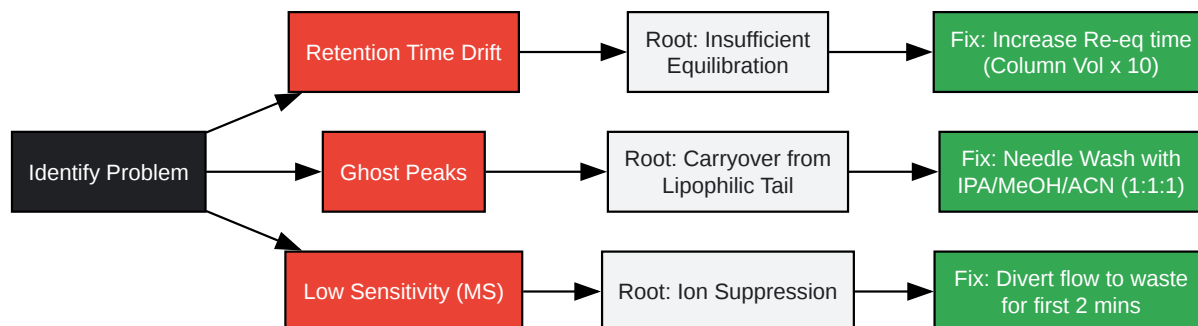 Identify Problem
Retention Time Drift
Root: Insufficient
Equilibration
Fix: Increase Re-eq time
(Column Vol x 10)
Ghost Peaks
Root: Carryover from
Lipophilic Tail
Fix: Needle Wash with
IPA/MeOH/ACN (1:1:1)
Low Sensitivity (MS)
Root: Ion Suppression
Fix: Divert flow to waste
for first 2 mins